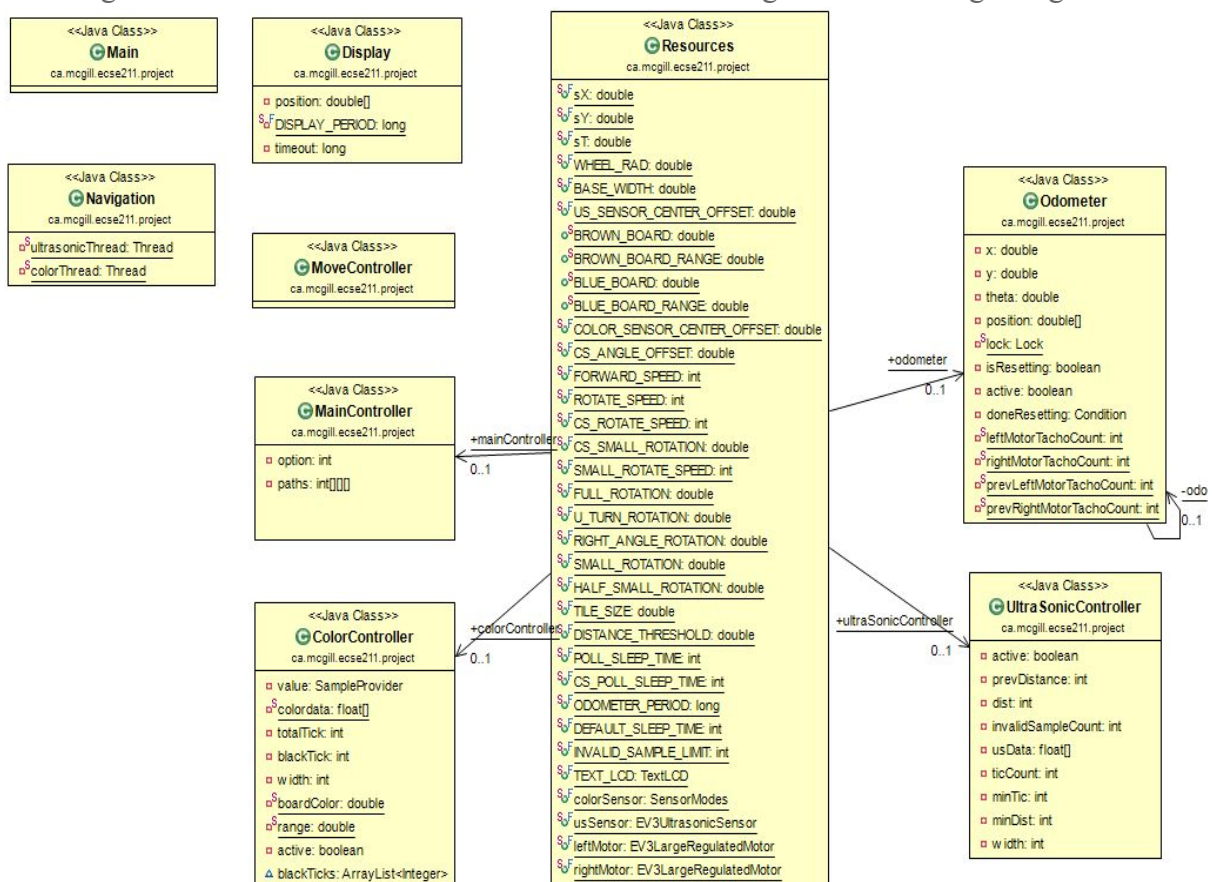 <<Java Class>>
Main
ca.mcgill.ecse211.project
<<Java Class>>
Display
ca.mcgill.ecse211.project
position: double[]
DISPLAY_PERIOD: long
timeout: long
<<Java Class>>
Navigation
ca.mcgill.ecse211.project
ultrasonicThread: Thread
colorThread: Thread
<<Java Class>>
MoveController
ca.mcgill.ecse211.project
<<Java Class>>
MainController
ca.mcgill.ecse211.project
option: int
paths: int[][][]
<<Java Class>>
ColorController
ca.mcgill.ecse211.project
value: SampleProvider
colordata: float[]
totalTick: int
blackTick: int
width: int
boardColor: double
range: double
active: boolean
blackTicks: ArrayList<Integer>
+mainController
0..1
+colorController
0..1
<<Java Class>>
Resources
ca.mcgill.ecse211.project
sX: double
sY: double
sT: double
WHEEL_RAD: double
BASE_WIDTH: double
US_SENSOR_CENTER_OFFSET: double
BROWN_BOARD: double
BROWN_BOARD_RANGE: double
BLUE_BOARD: double
BLUE_BOARD_RANGE: double
COLOR_SENSOR_CENTER_OFFSET: double
CS_ANGLE_OFFSET: double
FORWARD_SPEED: int
ROTATE_SPEED: int
CS_ROTATE_SPEED: int
CS_SMALL_ROTATION: double
SMALL_ROTATE_SPEED: int
FULL_ROTATION: double
U_TURN_ROTATION: double
RIGHT_ANGLE_ROTATION: double
SMALL_ROTATION: double
HALF_SMALL_ROTATION: double
TILE_SIZE: double
DISTANCE_THRESHOLD: double
POLL_SLEEP_TIME: int
CS_POLL_SLEEP_TIME: int
ODOMETER_PERIOD: long
DEFAULT_SLEEP_TIME: int
INVALID_SAMPLE_LIMIT: int
TEXT_LCD: TextLCD
colorSensor: SensorModes
usSensor: EV3UltrasonicSensor
leftMotor: EV3LargeRegulatedMotor
rightMotor: EV3LargeRegulatedMotor
+odometer
0..1
+ultraSonicController
0..1
<<Java Class>>
Odometer
ca.mcgill.ecse211.project
x: double
y: double
theta: double
position: double[]
lock: Lock
isResetting: boolean
active: boolean
doneResetting: Condition
leftMotorTachoCount: int
rightMotorTachoCount: int
prevLeftMotorTachoCount: int
prevRightMotorTachoCount: int
-odo
0..1
<<Java Class>>
UltraSonicController
ca.mcgill.ecse211.project
active: boolean
prevDistance: int
dist: int
invalidSampleCount: int
usData: float[]
ticCount: int
minTic: int
minDist: int
width: int